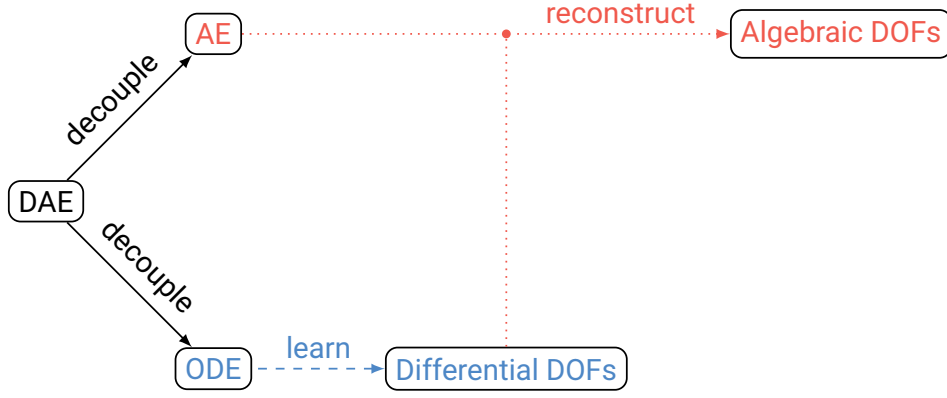 AE
reconstruct
Algebraic DOFs
decouple
DAE
decouple
ODE
learn
Differential DOFs